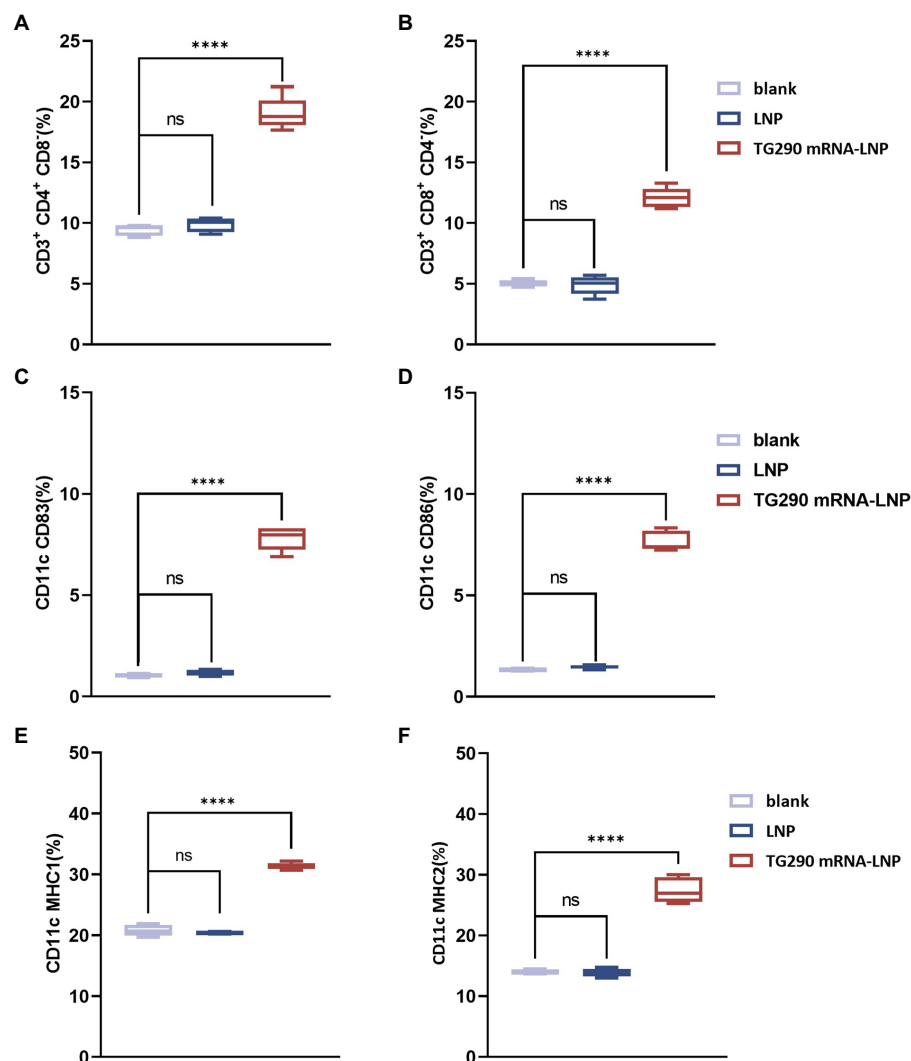 A
B
CD3⁺ CD4⁺ CD8⁻(%)
25
20
15
10
5
0
****
ns
CD3⁺ CD8⁺ CD4⁻(%)
25
20
15
10
5
0
****
ns
blank
LNP
TG290 mRNA-LNP
C
D
CD11c CD83(%)
15
10
5
0
****
ns
CD11c CD86(%)
15
10
5
0
****
ns
blank
LNP
TG290 mRNA-LNP
E
F
CD11c MHC1(%)
50
40
30
20
10
0
****
ns
CD11c MHC2(%)
50
40
30
20
10
0
****
ns
blank
LNP
TG290 mRNA-LNP